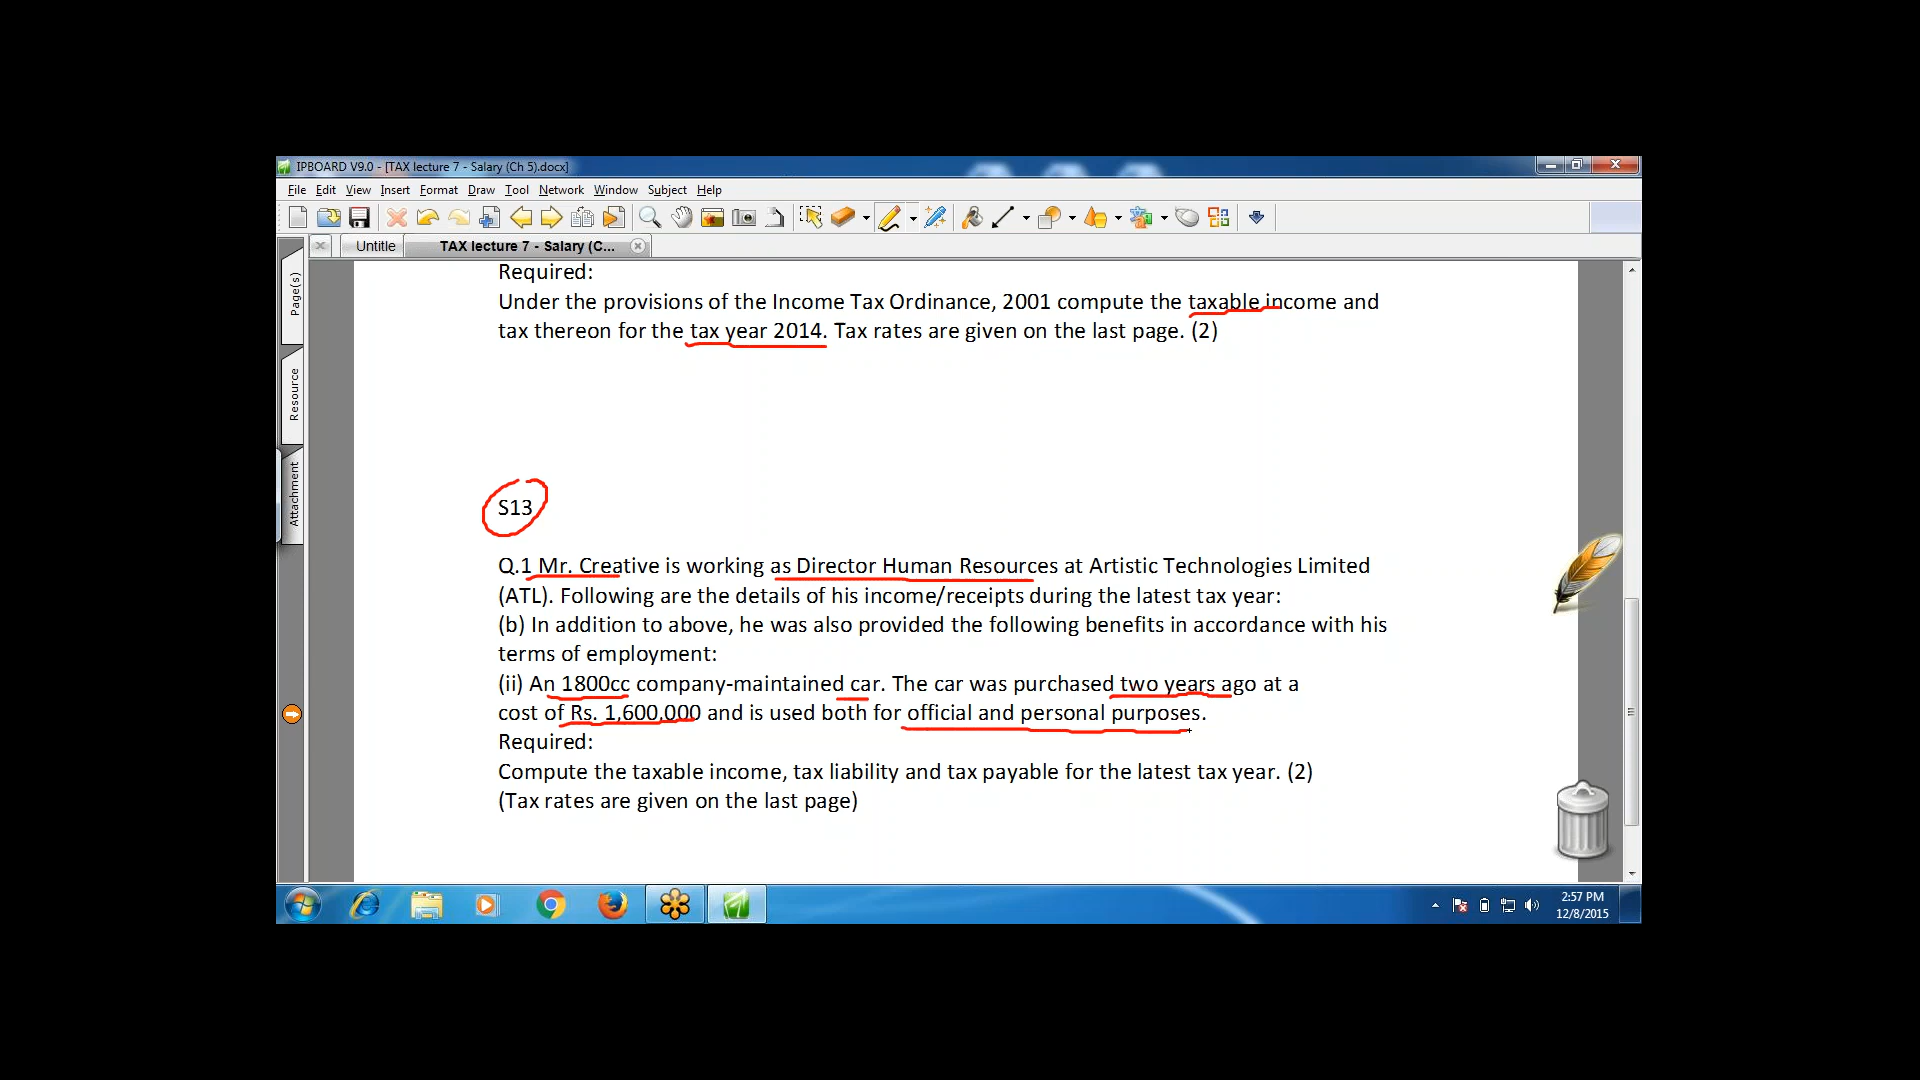 IPBOARD V9.0 - [TAX lecture 7 - Salary (Ch 5).docx]
File Edit View Insert Format Draw Tool Network Window Subject Help
Untitle TAX lecture 7 - Salary (C...
Page(s)
Resource
Attachment
Required:
Under the provisions of the Income Tax Ordinance, 2001 compute the taxable income and
tax thereon for the tax year 2014. Tax rates are given on the last page. (2)
S13
Q.1 Mr. Creative is working as Director Human Resources at Artistic Technologies Limited
(ATL). Following are the details of his income/receipts during the latest tax year:
(b) In addition to above, he was also provided the following benefits in accordance with his
terms of employment:
(ii) An 1800cc company-maintained car. The car was purchased two years ago at a
cost of Rs. 1,600,000 and is used both for official and personal purposes.
Required:
Compute the taxable income, tax liability and tax payable for the latest tax year. (2)
(Tax rates are given on the last page)
2:57 PM
12/8/2015